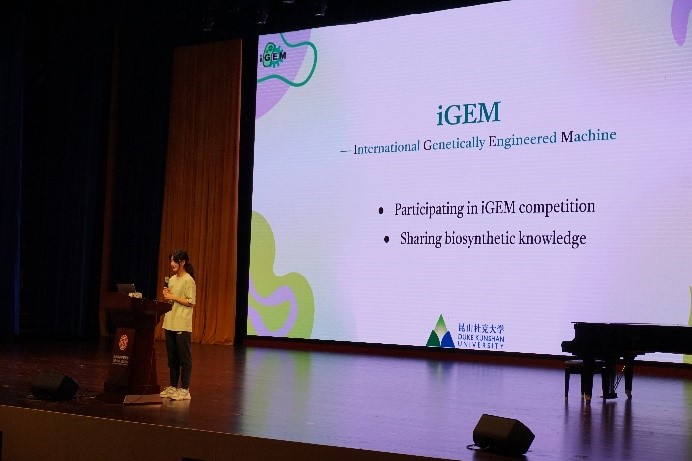 iGEM
iGEM
— International Genetically Engineered Machine
• Participating in iGEM competition
• Sharing biosynthetic knowledge
昆山杜克大学
DUKE KUNSHAN
UNIVERSITY